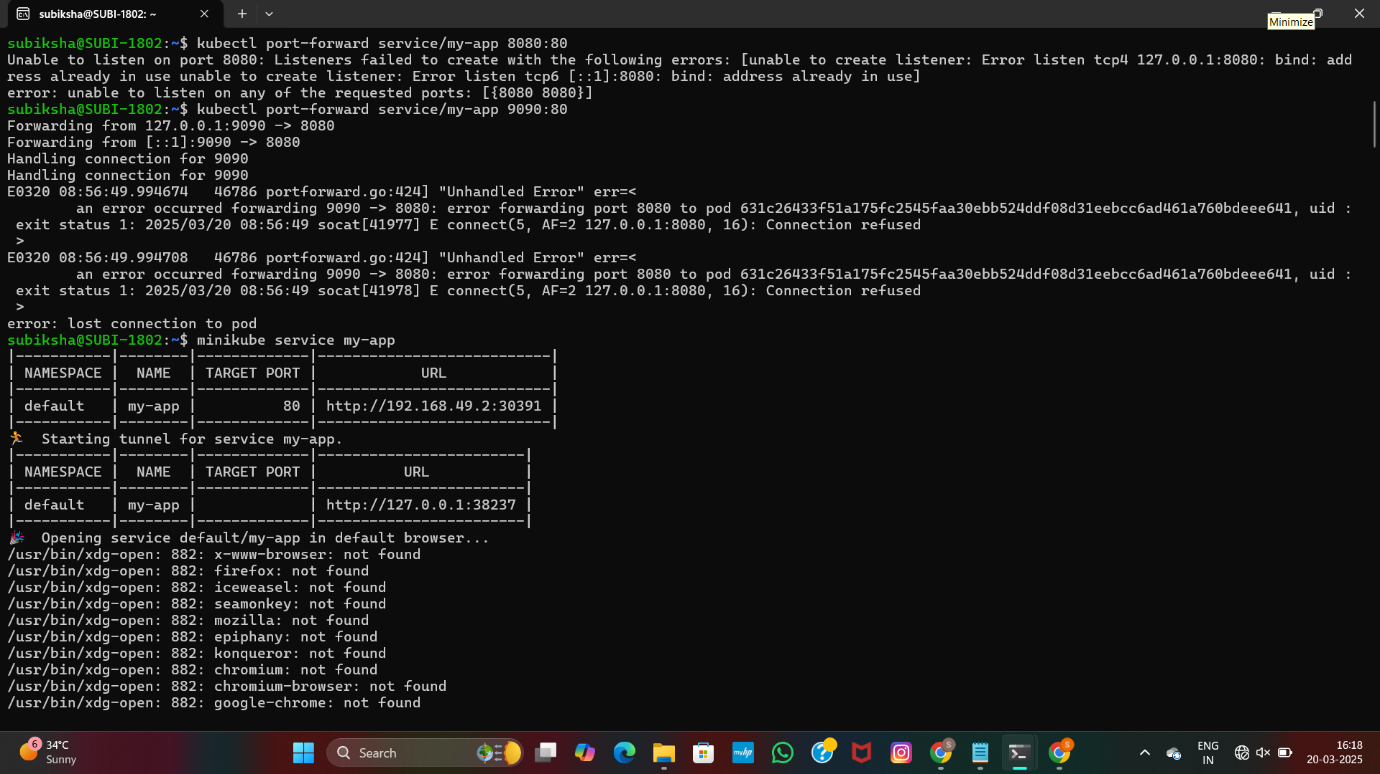 subiksha@SUBI-1802: ~
Minimize
subiksha@SUBI-1802:~$ kubectl port-forward service/my-app 8080:80
Unable to listen on port 8080: Listeners failed to create with the following errors: [unable to create listener: Error listen tcp4 127.0.0.1:8080: bind: add
ress already in use unable to create listener: Error listen tcp6 [::1]:8080: bind: address already in use]
error: unable to listen on any of the requested ports: [{8080 8080}]
subiksha@SUBI-1802:~$ kubectl port-forward service/my-app 9090:80
Forwarding from 127.0.0.1:9090 -> 8080
Forwarding from [::1]:9090 -> 8080
Handling connection for 9090
Handling connection for 9090
E0320 08:56:49.994674   46786 portforward.go:424] "Unhandled Error" err=<
        an error occurred forwarding 9090 -> 8080: error forwarding port 8080 to pod 631c26433f51a175fc2545faa30ebb524ddf08d31eebcc6ad461a760bdeee641, uid :
 exit status 1: 2025/03/20 08:56:49 socat[41977] E connect(5, AF=2 127.0.0.1:8080, 16): Connection refused
 >
E0320 08:56:49.994708   46786 portforward.go:424] "Unhandled Error" err=<
        an error occurred forwarding 9090 -> 8080: error forwarding port 8080 to pod 631c26433f51a175fc2545faa30ebb524ddf08d31eebcc6ad461a760bdeee641, uid :
 exit status 1: 2025/03/20 08:56:49 socat[41978] E connect(5, AF=2 127.0.0.1:8080, 16): Connection refused
 >
error: lost connection to pod
subiksha@SUBI-1802:~$ minikube service my-app
|-----------|--------|-------------|---------------------------|
| NAMESPACE |  NAME  | TARGET PORT |            URL            |
|-----------|--------|-------------|---------------------------|
| default   | my-app |          80 | http://192.168.49.2:30391 |
|-----------|--------|-------------|---------------------------|
🏃  Starting tunnel for service my-app.
|-----------|--------|-------------|------------------------|
| NAMESPACE |  NAME  | TARGET PORT |          URL           |
|-----------|--------|-------------|------------------------|
| default   | my-app |             | http://127.0.0.1:38237 |
|-----------|--------|-------------|------------------------|
🎉  Opening service default/my-app in default browser...
/usr/bin/xdg-open: 882: x-www-browser: not found
/usr/bin/xdg-open: 882: firefox: not found
/usr/bin/xdg-open: 882: iceweasel: not found
/usr/bin/xdg-open: 882: seamonkey: not found
/usr/bin/xdg-open: 882: mozilla: not found
/usr/bin/xdg-open: 882: epiphany: not found
/usr/bin/xdg-open: 882: konqueror: not found
/usr/bin/xdg-open: 882: chromium: not found
/usr/bin/xdg-open: 882: chromium-browser: not found
/usr/bin/xdg-open: 882: google-chrome: not found
6
34°C
Sunny
Search
myhp
S
S
ENG
IN
16:18
20-03-2025